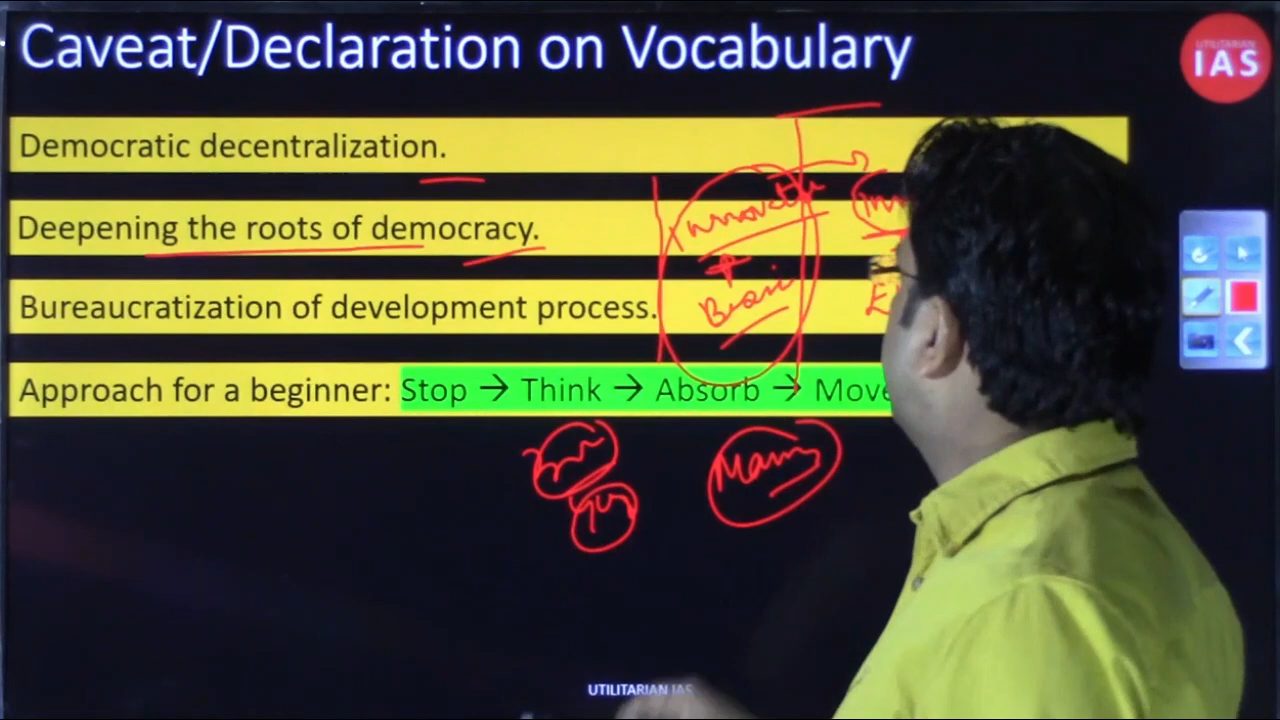 Caveat/Declaration on Vocabulary
UTILITARIAN
IAS
Democratic decentralization.
Deepening the roots of democracy.
Bureaucratization of development process.
Approach for a beginner: Stop → Think → Absorb → Move
Mains
UTILITARIAN IAS